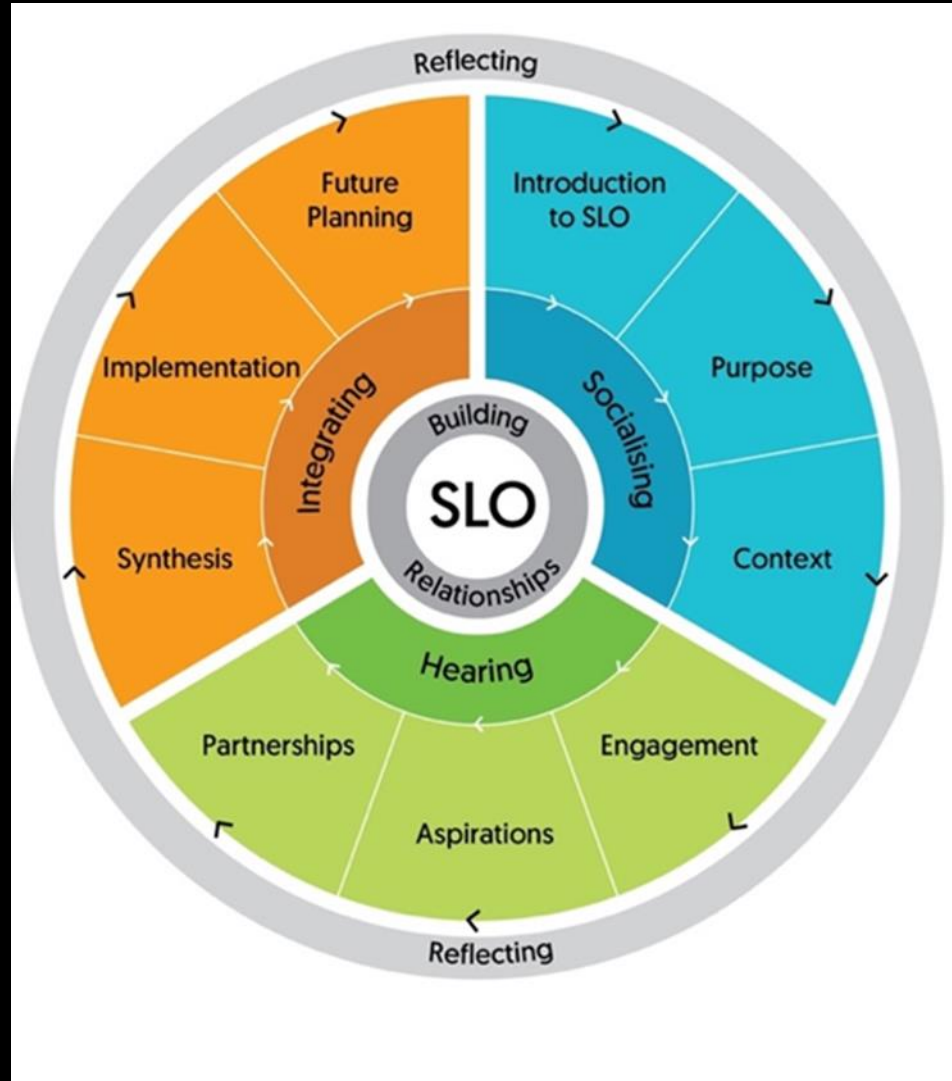 Reflecting
Future
Planning
Introduction
to SLO
Implementation
Purpose
Integrating
Socialising
Building
SLO
Relationships
Synthesis
Context
Hearing
Partnerships
Engagement
Aspirations
Reflecting